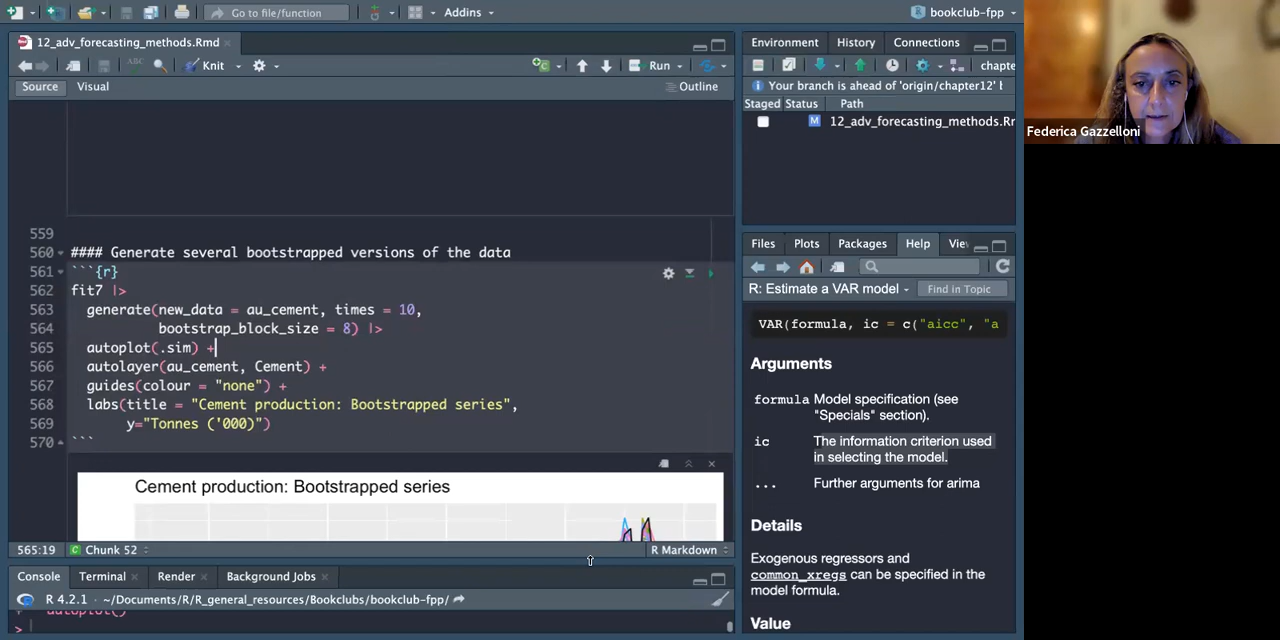 Go to file/function
Addins
bookclub-fpp
12_adv_forecasting_methods.Rmd
ABC
Knit
Run
Source
Visual
Outline
559
560 #### Generate several bootstrapped versions of the data
561 ```{r}
562 fit7 |>
563 generate(new_data = au_cement, times = 10,
564 bootstrap_block_size = 8) |>
565 autoplot(.sim) +
566 autolayer(au_cement, Cement) +
567 guides(colour = "none") +
568 labs(title = "Cement production: Bootstrapped series",
569 y="Tonnes ('000)")
570 ```
Cement production: Bootstrapped series
565:19
C Chunk 52
R Markdown
Console
Terminal
Render
Background Jobs
R 4.2.1 · ~/Documents/R/R_general_resources/Bookclubs/bookclub-fpp/
+ autoplot()
>
Environment
History
Connections
chapte
Your branch is ahead of 'origin/chapter12' b
Staged Status Path
M 12_adv_forecasting_methods.Rm
Files
Plots
Packages
Help
Vie
R: Estimate a VAR model
Find in Topic
VAR(formula, ic = c("aicc", "a
Arguments
formula Model specification (see
"Specials" section).
ic The information criterion used
in selecting the model.
... Further arguments for arima
Details
Exogenous regressors and
common_xregs can be specified in the
model formula.
Value
Federica Gazzelloni